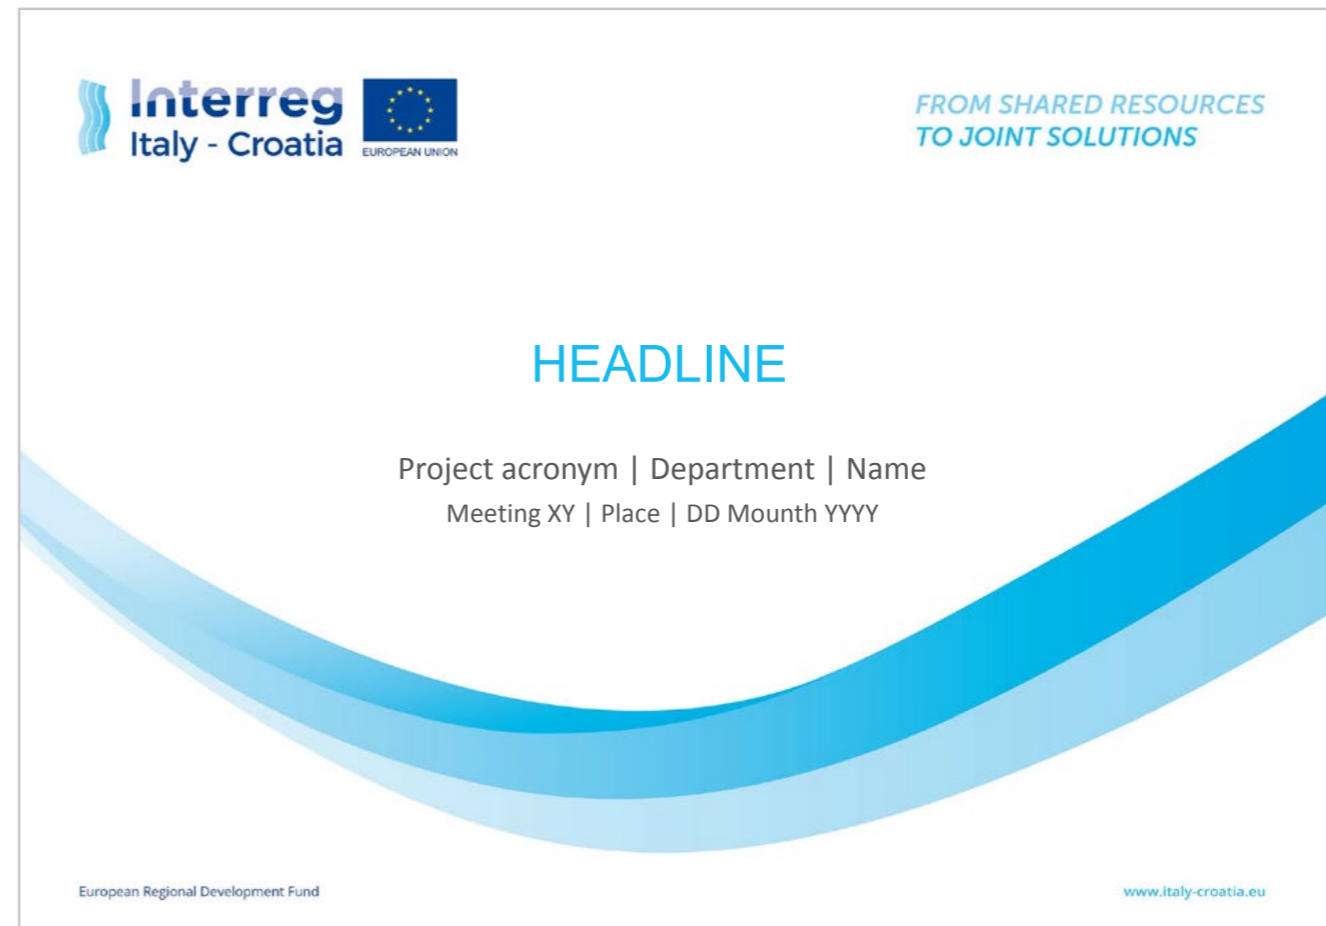 Interreg
Italy - Croatia
EUROPEAN UNION
FROM SHARED RESOURCES
TO JOINT SOLUTIONS
HEADLINE
Project acronym | Department | Name
Meeting XY | Place | DD Mounth YYYY
European Regional Development Fund
www.italy-croatia.eu